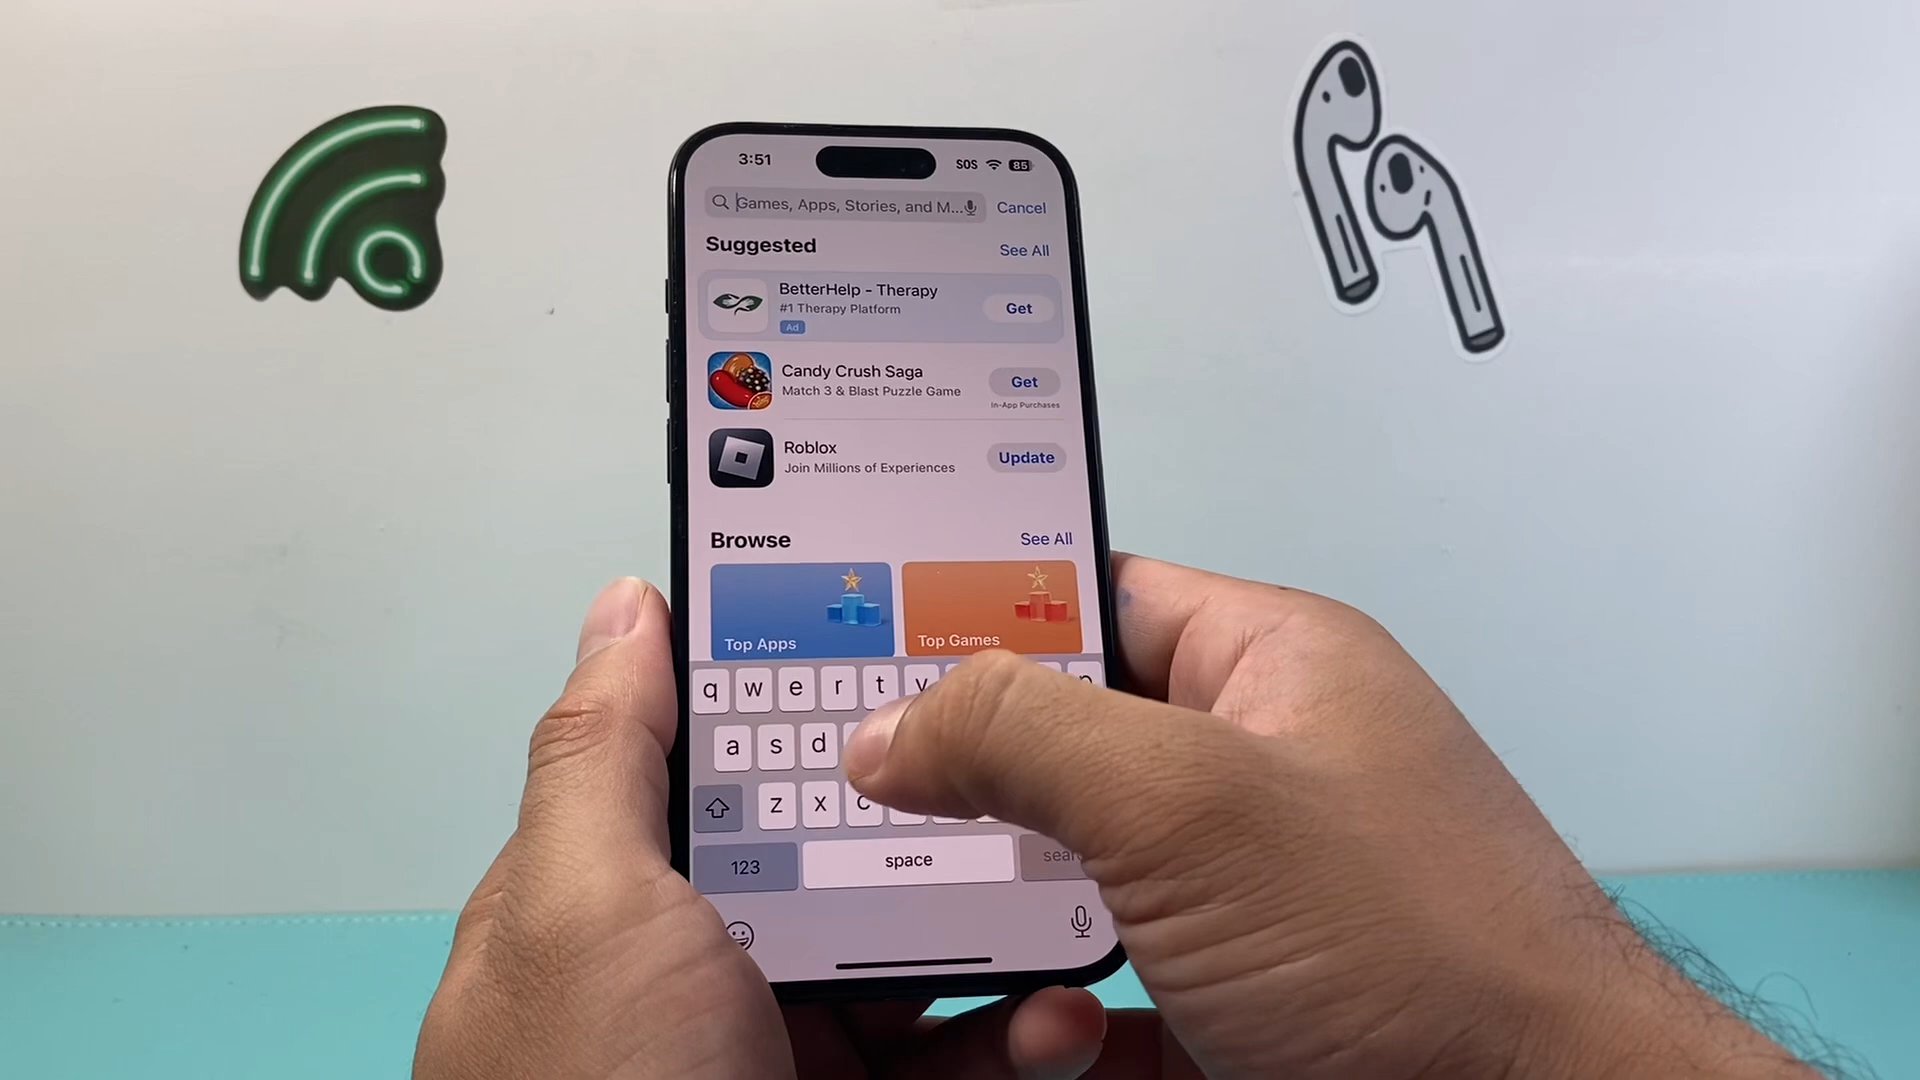 3:51
SOS
85
Games, Apps, Stories, and M...
Cancel
Suggested
See All
BetterHelp - Therapy
#1 Therapy Platform
Ad
Get
Candy Crush Saga
Match 3 & Blast Puzzle Game
Get
In-App Purchases
Roblox
Join Millions of Experiences
Update
Browse
See All
Top Apps
Top Games
q w e r t y p
a s d
z x c
123
space